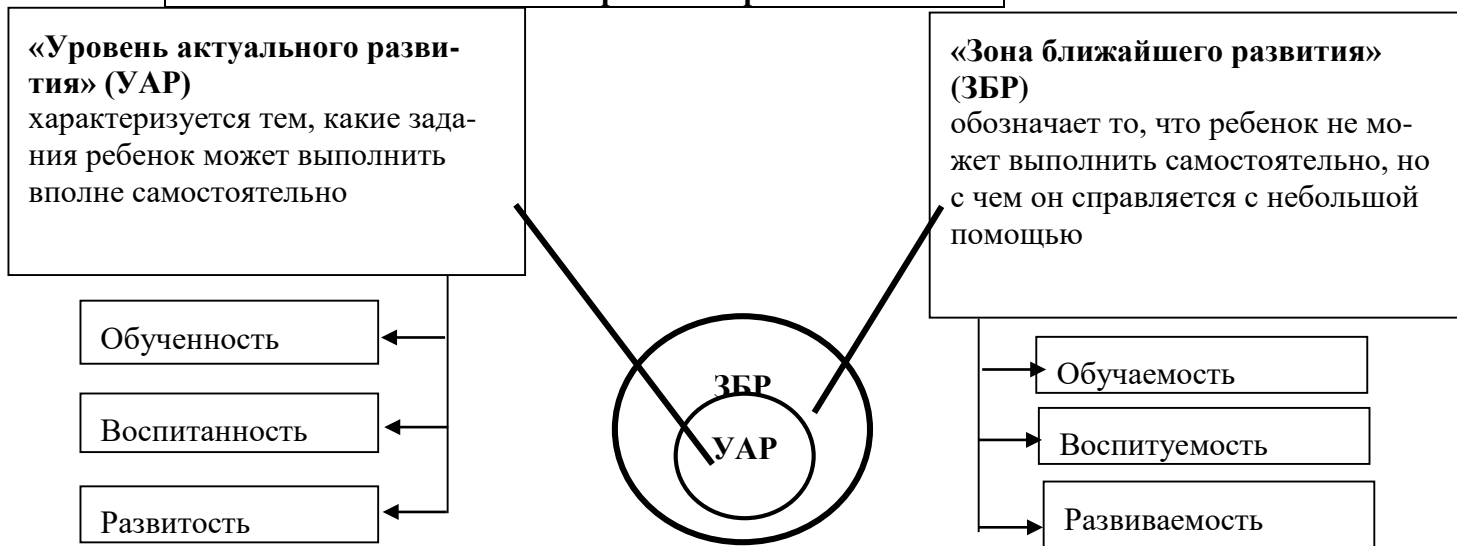 «Уровень актуального разви-
тия» (УАР)
характеризуется тем, какие зада-
ния ребенок может выполнить
вполне самостоятельно
«Зона ближайшего развития»
(ЗБР)
обозначает то, что ребенок не мо-
жет выполнить самостоятельно, но
с чем он справляется с небольшой
помощью
Обученность
Воспитанность
Развитость
ЗБР
УАР
Обучаемость
Воспитуемость
Развиваемость